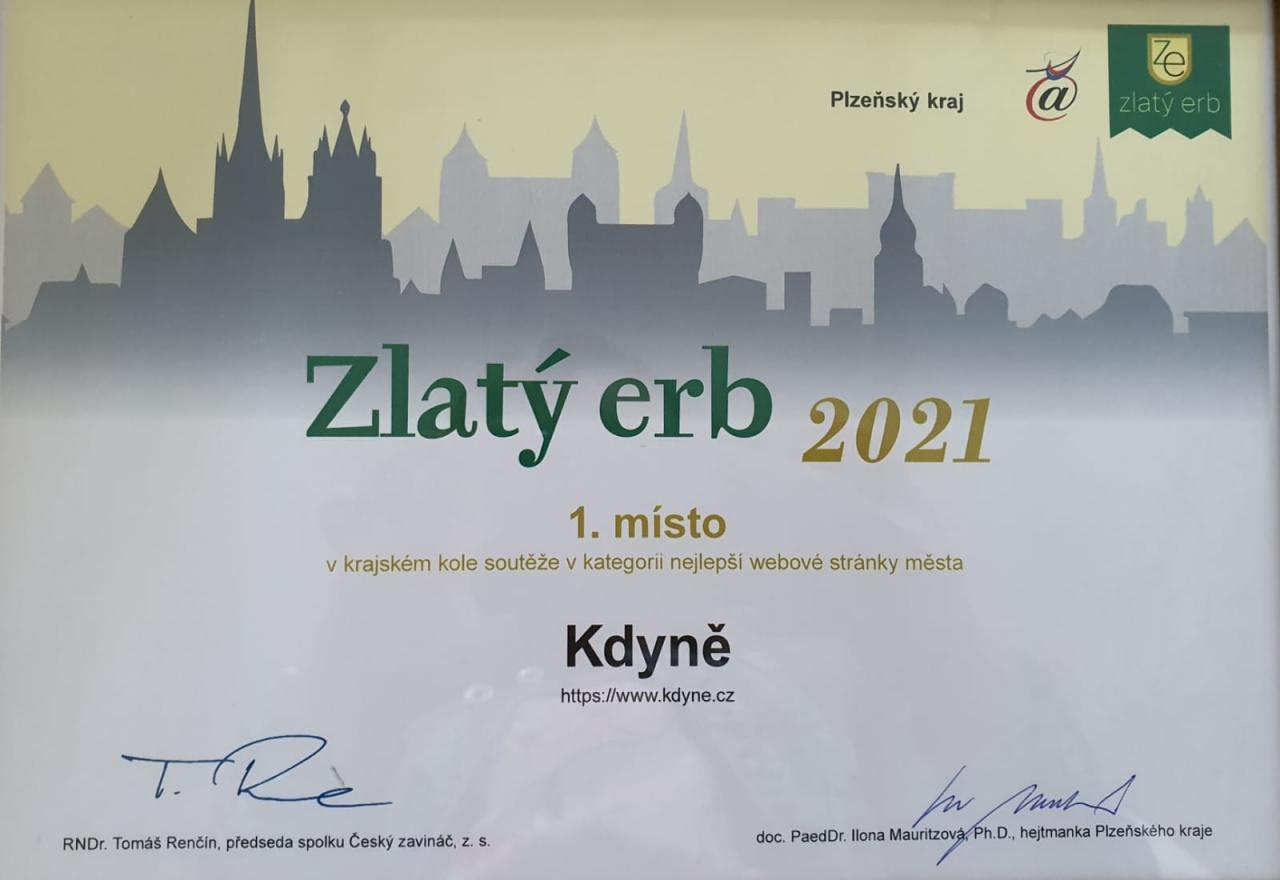 Plzeňský kraj
@
Ze
zlatý erb
Zlatý erb 2021
1. místo
v krajském kole soutěže v kategorii nejlepší webové stránky města
Kdyně
https://www.kdyne.cz
RNDr. Tomáš Renčín, předseda spolku Český zavináč, z. s.
doc. PaedDr. Ilona Mauritzová, Ph.D., hejtmanka Plzeňského kraje